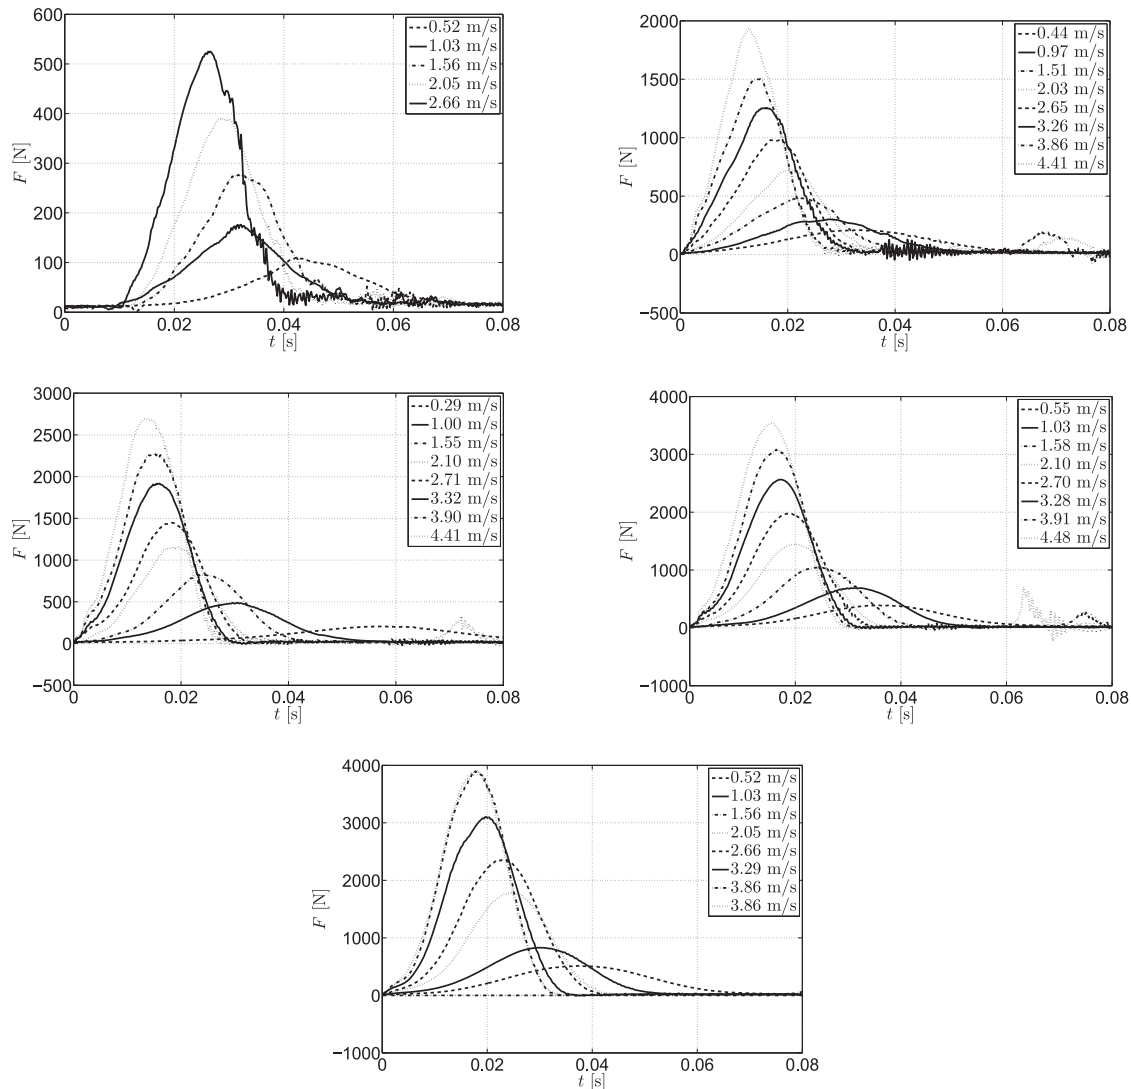 600
500
400
300
200
100
0
F [N]
0 0.02 0.04 0.06 0.08
t [s]
0.52 m/s
1.03 m/s
1.56 m/s
2.05 m/s
2.66 m/s
2000
1500
1000
500
0
−500
F [N]
0 0.02 0.04 0.06 0.08
t [s]
0.44 m/s
0.97 m/s
1.51 m/s
2.03 m/s
2.65 m/s
3.26 m/s
3.86 m/s
4.41 m/s
3000
2500
2000
1500
1000
500
0
−500
F [N]
0 0.02 0.04 0.06 0.08
t [s]
0.29 m/s
1.00 m/s
1.55 m/s
2.10 m/s
2.71 m/s
3.32 m/s
3.90 m/s
4.41 m/s
4000
3000
2000
1000
0
−1000
F [N]
0 0.02 0.04 0.06 0.08
t [s]
0.55 m/s
1.03 m/s
1.58 m/s
2.10 m/s
2.70 m/s
3.28 m/s
3.91 m/s
4.48 m/s
4000
3000
2000
1000
0
−1000
F [N]
0 0.02 0.04 0.06 0.08
t [s]
0.52 m/s
1.03 m/s
1.56 m/s
2.05 m/s
2.66 m/s
3.29 m/s
3.86 m/s
3.86 m/s